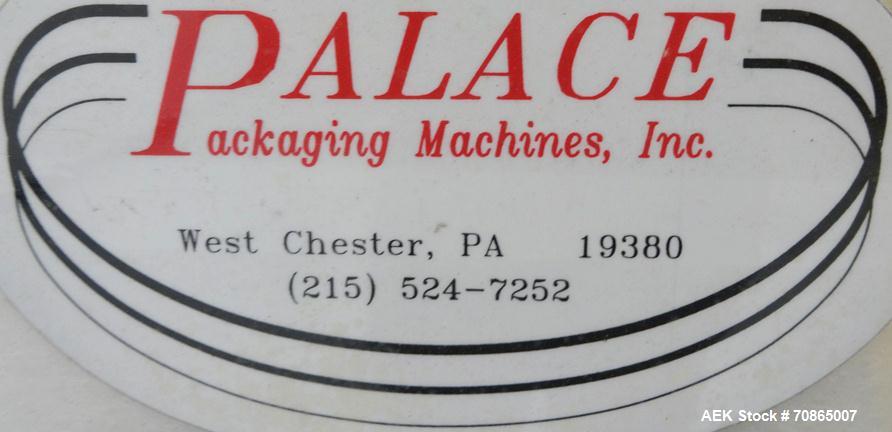 PALACE
Packaging Machines, Inc.
West Chester, PA 19380
(215) 524-7252
AEK Stock # 70865007